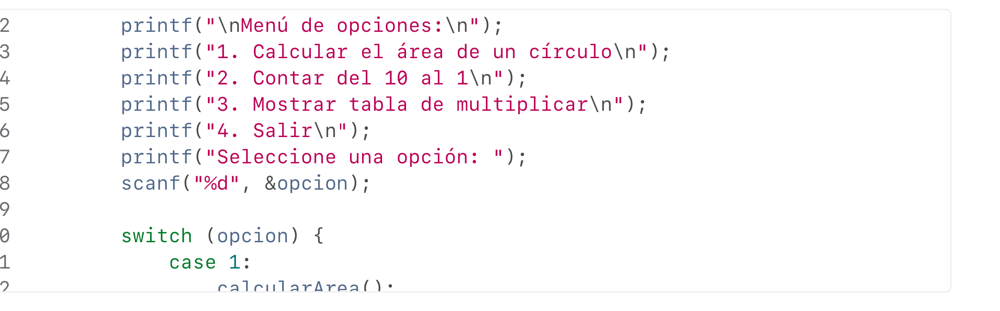 2 printf("\nMenú de opciones:\n");
3 printf("1. Calcular el área de un círculo\n");
4 printf("2. Contar del 10 al 1\n");
5 printf("3. Mostrar tabla de multiplicar\n");
6 printf("4. Salir\n");
7 printf("Seleccione una opción: ");
8 scanf("%d", &opcion);
9
0 switch (opcion) {
1 case 1:
2 calcularArea();